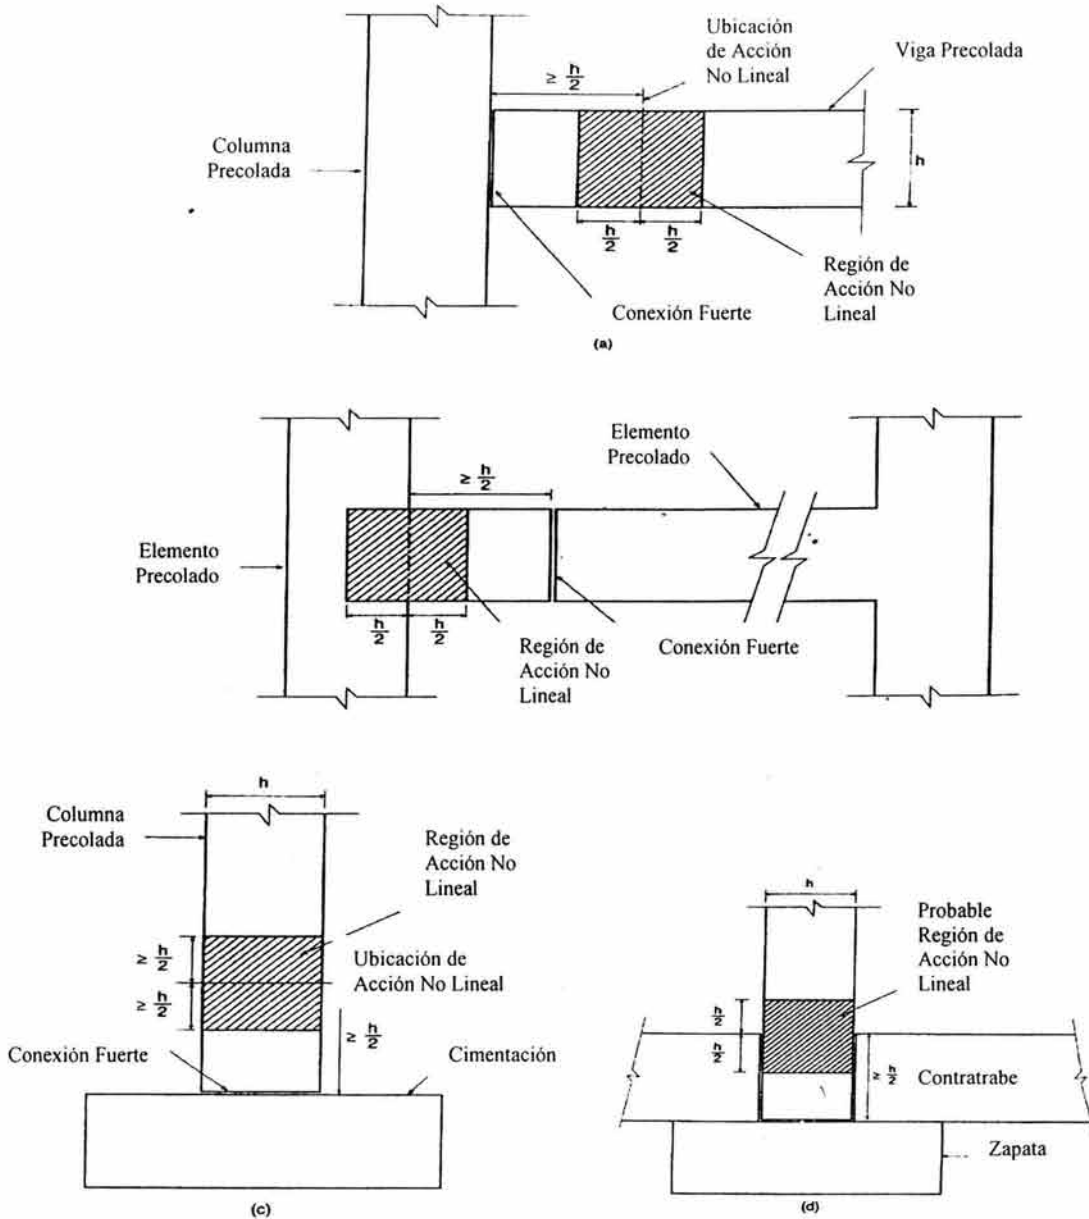 Ubicación
de Acción
No Lineal
Viga Precolada
≥ h/2
Columna
Precolada
h
h/2
h/2
Región de
Acción No
Lineal
Conexión Fuerte
(a)
Elemento
Precolado
≥ h/2
Elemento
Precolado
h/2
h/2
Región de
Acción No
Lineal
Conexión Fuerte
h
Columna
Precolada
Región de
Acción No
Lineal
≥ h/2
Ubicación de
Acción No Lineal
≥ h/2
≥ h/2
Conexión Fuerte
Cimentación
(c)
h
Probable
Región de
Acción No
Lineal
h/2
h/2
≥ h/2
Contratrabe
Zapata
(d)